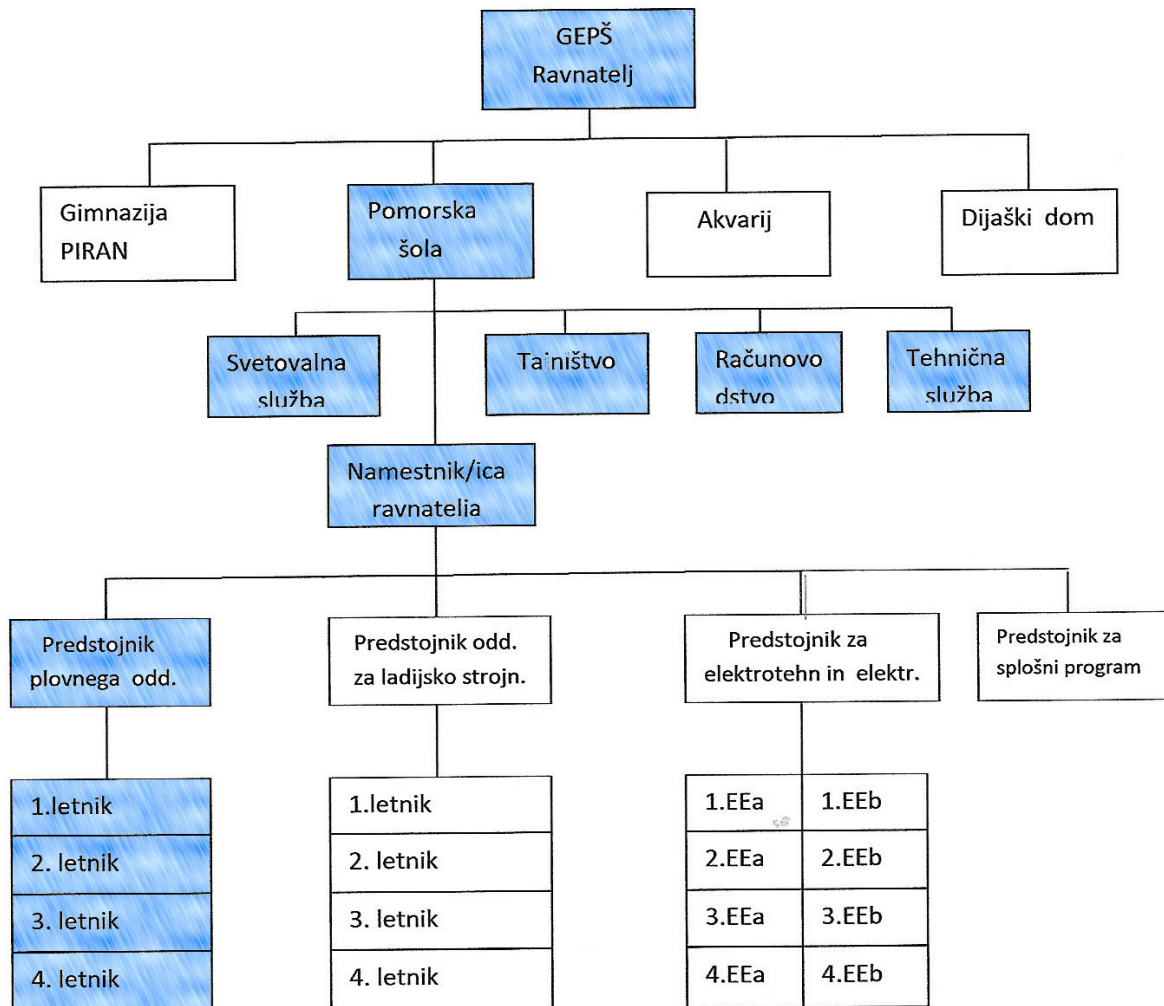 GEPŠ
Ravnatelj
Gimnazija
PIRAN
Pomorska
šola
Akvarij
Dijaški dom
Svetovalna
služba
Tajništvo
Računovo
dstvo
Tehnična
služba
Namestnik/ica
ravnatelja
Predstojnik
plovnega odd.
Predstojnik odd.
za ladijsko strojn.
Predstojnik za
elektrotehn in elektr.
Predstojnik za
splošni program
1.letnik
2. letnik
3. letnik
4. letnik
1.letnik
2. letnik
3. letnik
4. letnik
1.EEa 1.EEb
2.EEa 2.EEb
3.EEa 3.EEb
4.EEa 4.EEb